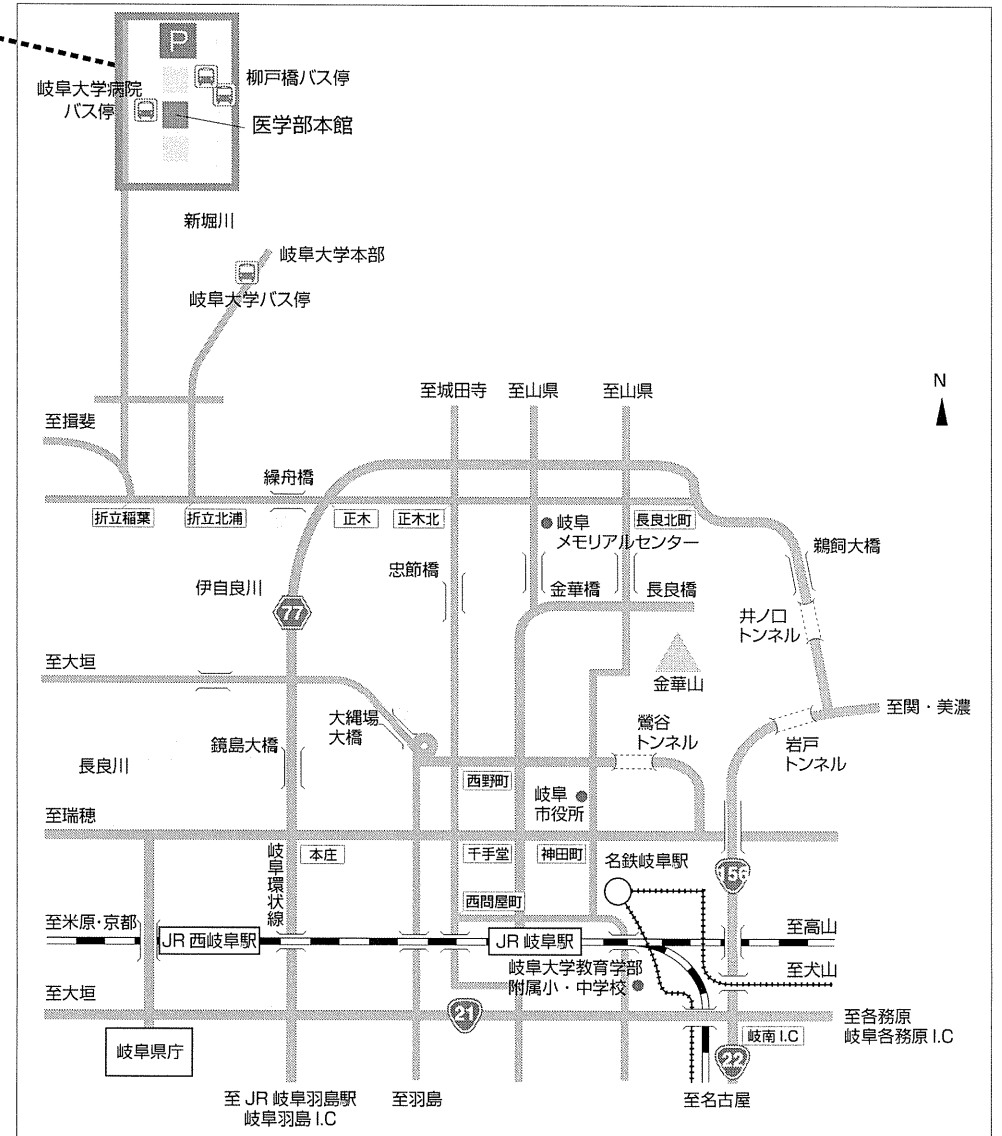 P
岐阜大学病院
バス停
柳戸橋バス停
医学部本館
新堀川
岐阜大学本部
岐阜大学バス停
N
至城田寺
至山県
至山県
至揖斐
繰舟橋
折立稲葉
折立北浦
正木
正木北
岐阜
メモリアルセンター
長良北町
鵜飼大橋
忠節橋
伊自良川
金華橋
長良橋
77
井ノ口
トンネル
至大垣
金華山
至関・美濃
大縄場
大橋
鶯谷
トンネル
鏡島大橋
岩戸
トンネル
長良川
西野町
岐阜
市役所
至瑞穂
岐阜環状線
本庄
千手堂
神田町
名鉄岐阜駅
156
西問屋町
至米原・京都
JR 西岐阜駅
JR 岐阜駅
至高山
岐阜大学教育学部
附属小・中学校
至犬山
至大垣
21
至各務原
岐阜各務原 I.C
岐南 I.C
岐阜県庁
22
至 JR 岐阜羽島駅
岐阜羽島 I.C
至羽島
至名古屋